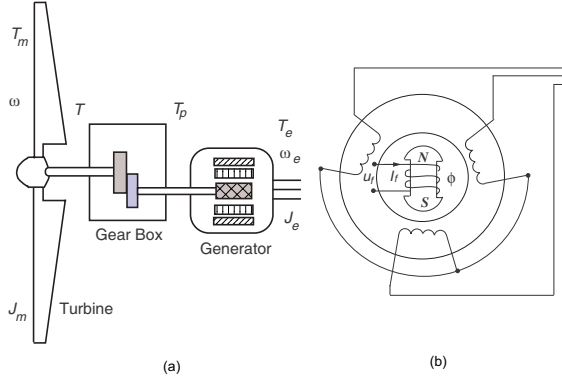 T_m
ω
T
T_p
T_e
ω_e
J_e
Gear Box
Generator
J_m
Turbine
(a)
N
u_f
I_f
ϕ
S
(b)